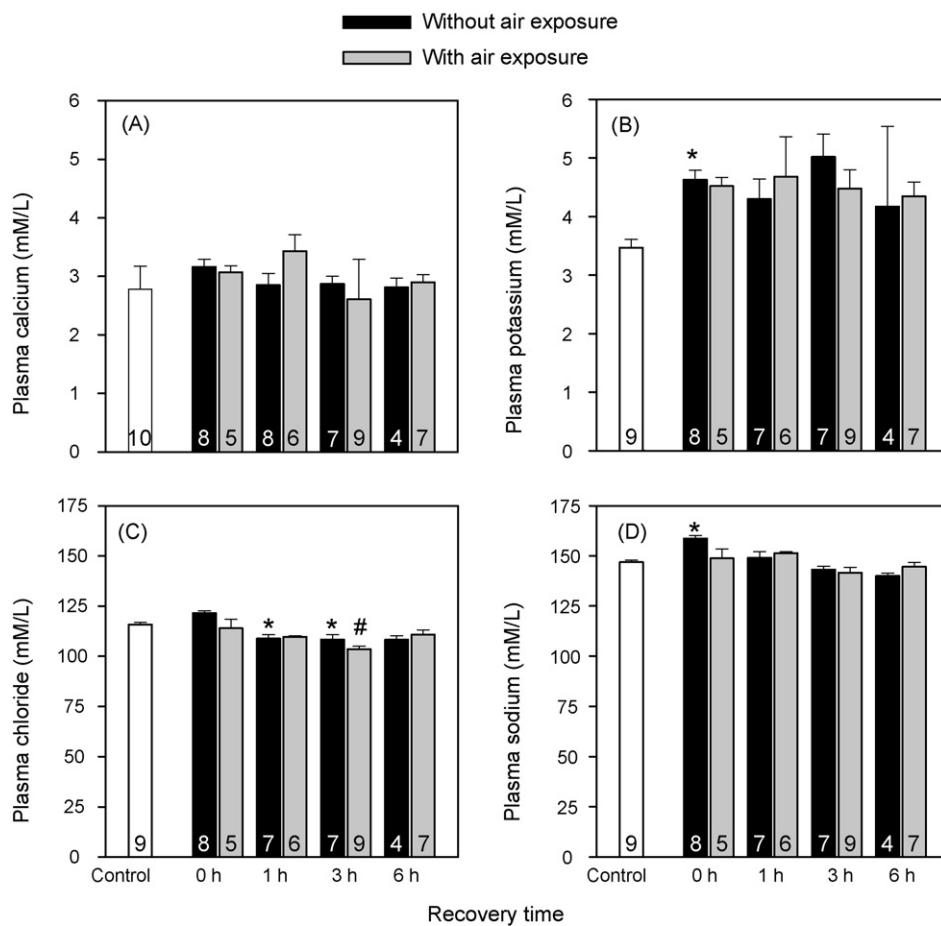 Without air exposure
With air exposure
(A)
Plasma calcium (mM/L)
6
5
4
3
2
1
0
10 8 5 8 6 7 9 4 7
(B)
Plasma potassium (mM/L)
6
5
4
3
2
1
0
*
9 8 5 7 6 7 9 4 7
(C)
Plasma chloride (mM/L)
175
150
125
100
75
50
25
0
* * #
9 8 5 7 6 7 9 4 7
Control 0 h 1 h 3 h 6 h
(D)
Plasma sodium (mM/L)
175
150
125
100
75
50
25
0
*
9 8 5 7 6 7 9 4 7
Control 0 h 1 h 3 h 6 h
Recovery time